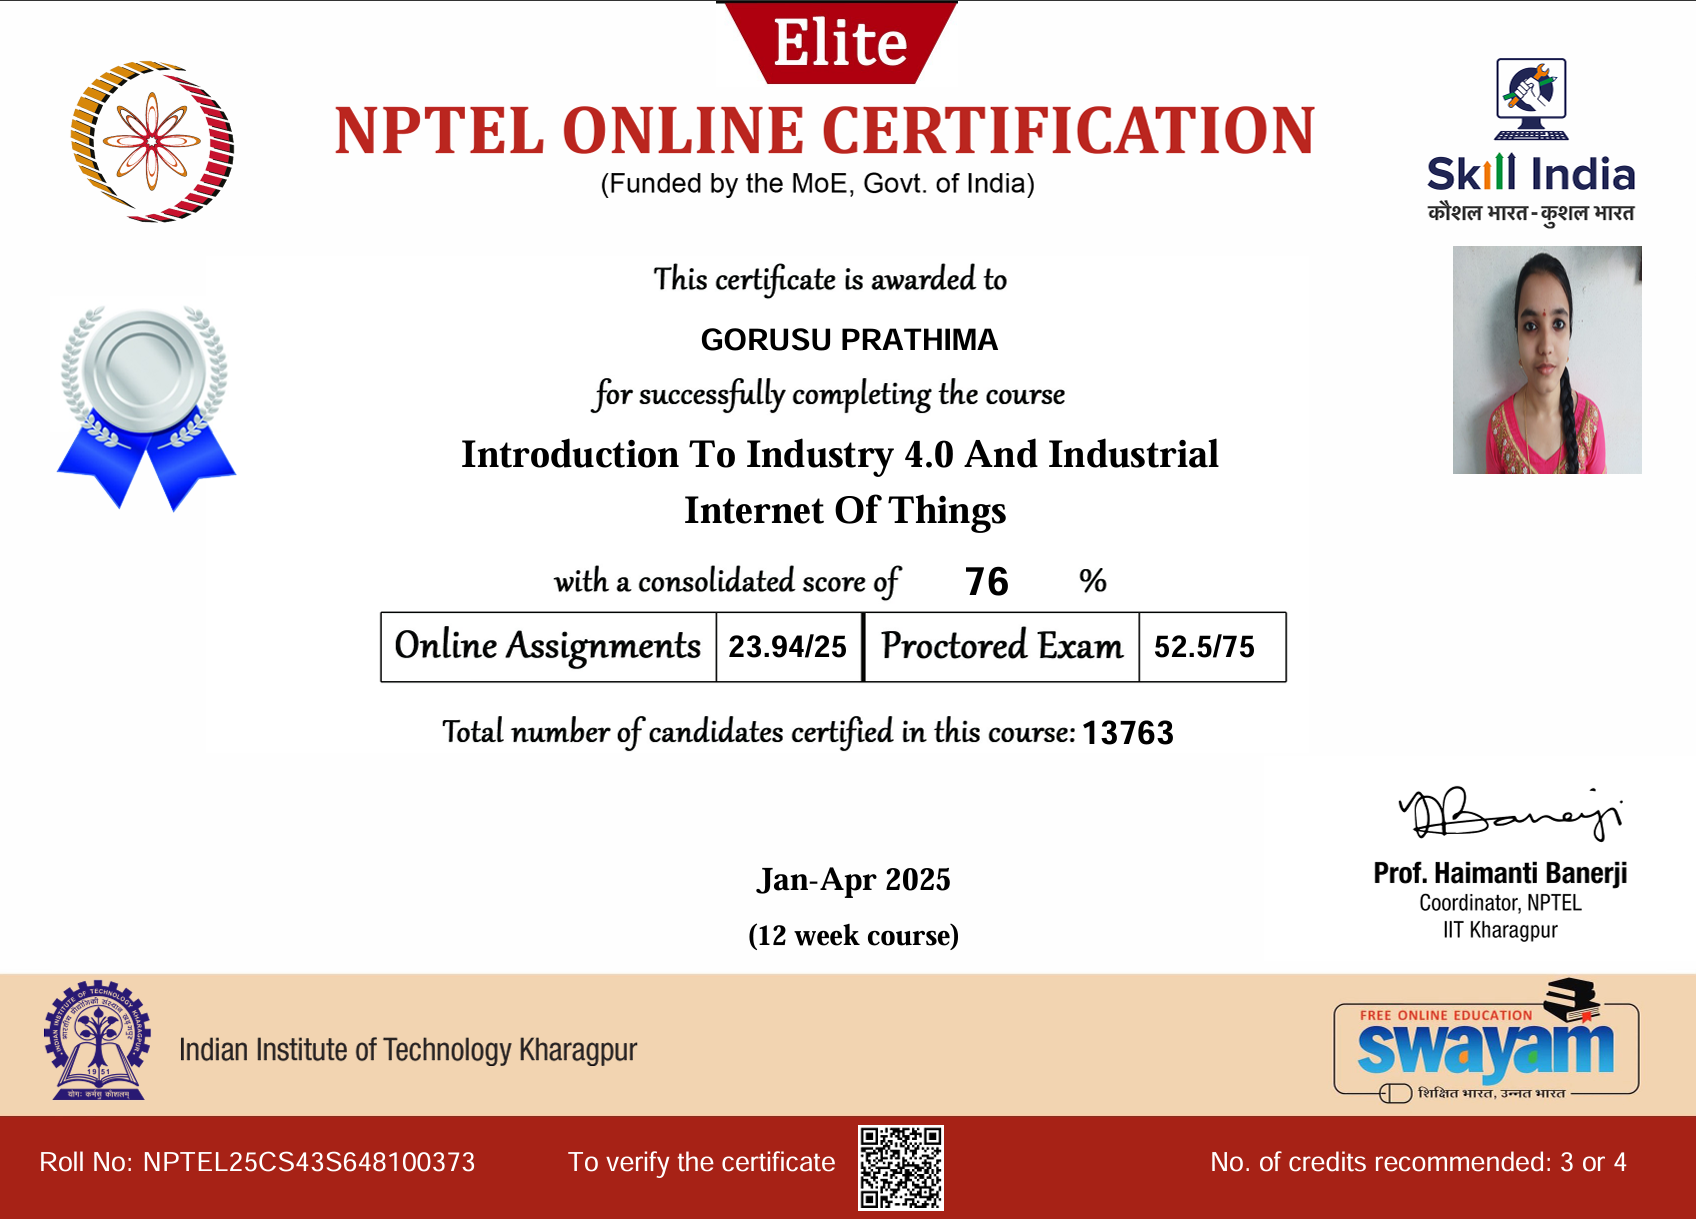 Elite
NPTEL ONLINE CERTIFICATION
(Funded by the MoE, Govt. of India)
Skill India
कौशल भारत - कुशल भारत
This certificate is awarded to
GORUSU PRATHIMA
for successfully completing the course
Introduction To Industry 4.0 And Industrial
Internet Of Things
with a consolidated score of 76 %
Online Assignments 23.94/25 Proctored Exam 52.5/75
Total number of candidates certified in this course: 13763
Jan-Apr 2025
(12 week course)
Prof. Haimanti Banerji
Coordinator, NPTEL
IIT Kharagpur
INDIAN INSTITUTE OF TECHNOLOGY KHARAGPUR
1951
योगः कर्मसु कौशलम्
Indian Institute of Technology Kharagpur
FREE ONLINE EDUCATION
swayam
शिक्षित भारत, उन्नत भारत
Roll No: NPTEL25CS43S648100373
To verify the certificate
No. of credits recommended: 3 or 4